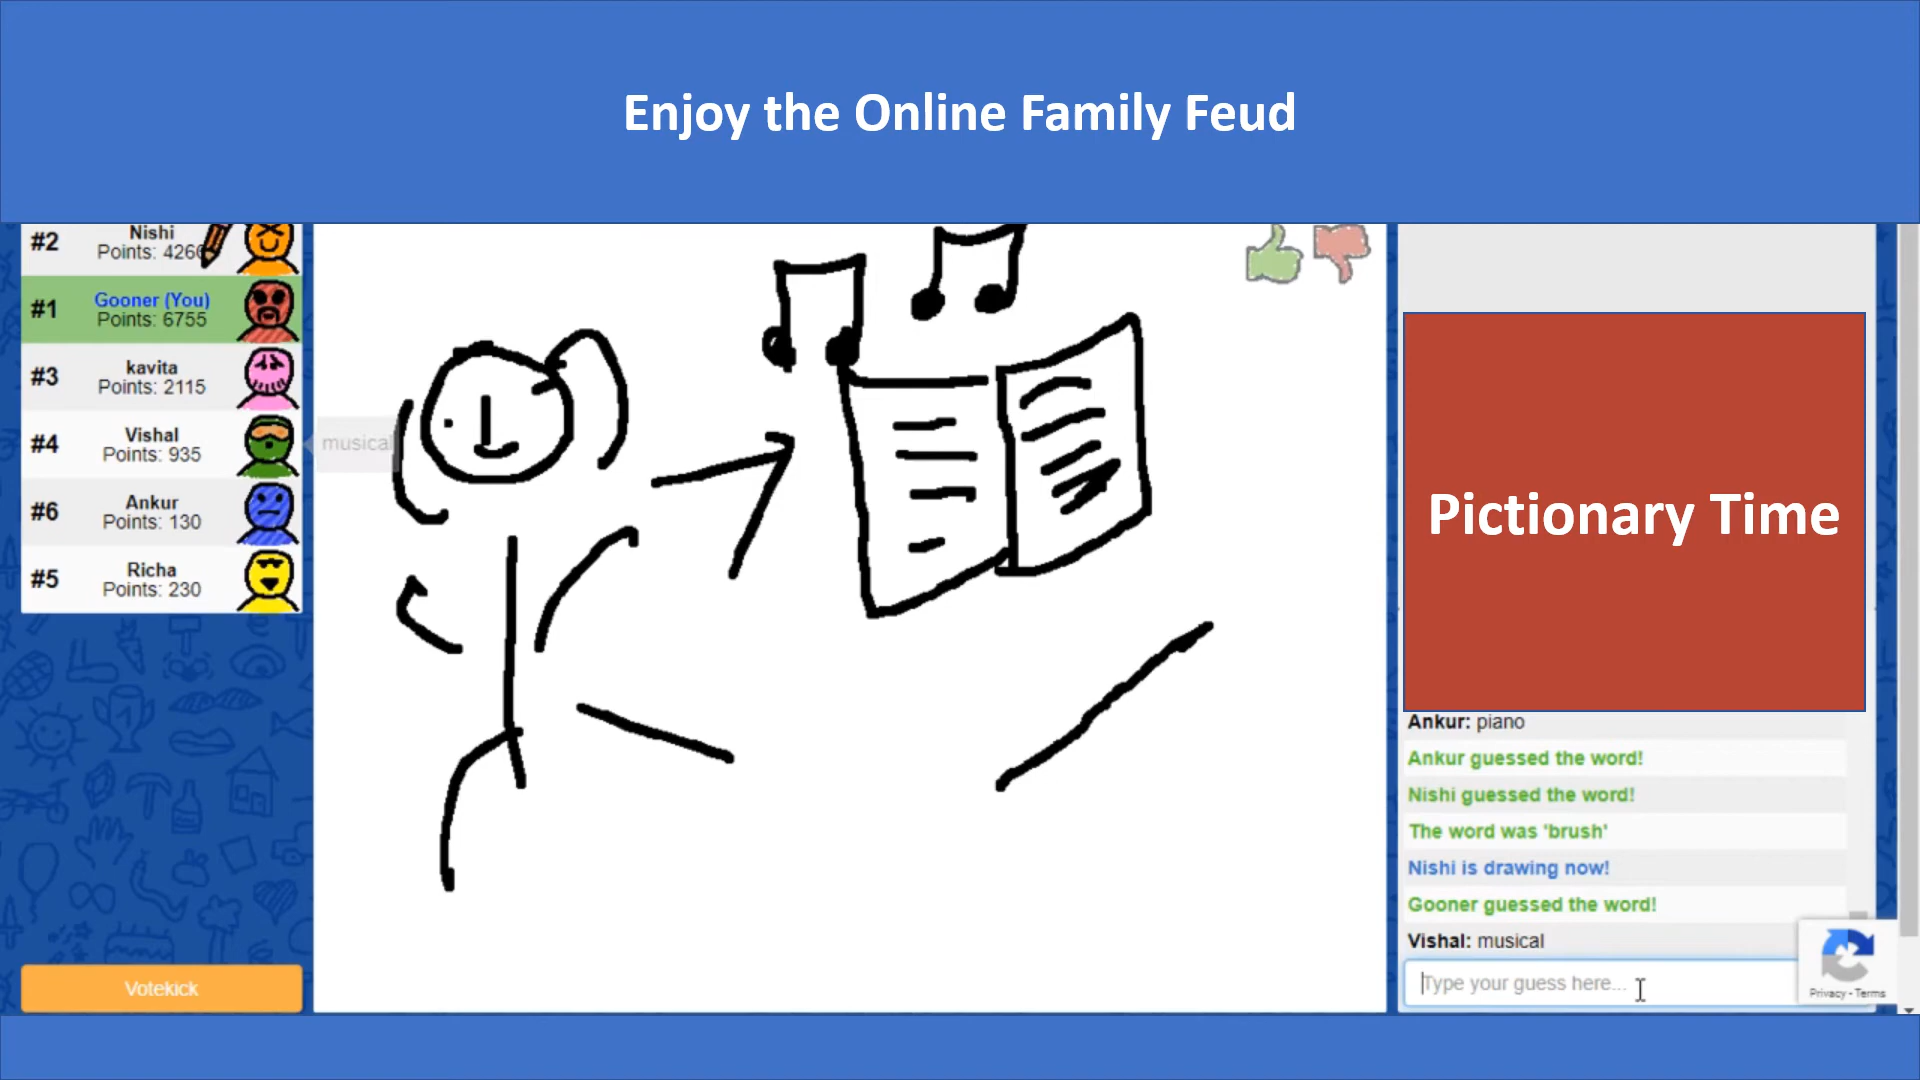 Enjoy the Online Family Feud
#2
Nishi
Points: 4266
#1
Gooner (You)
Points: 6755
#3
kavita
Points: 2115
#4
Vishal
Points: 935
musical
#6
Ankur
Points: 130
#5
Richa
Points: 230
Votekick
Pictionary Time
Ankur: piano
Ankur guessed the word!
Nishi guessed the word!
The word was 'brush'
Nishi is drawing now!
Gooner guessed the word!
Vishal: musical
Type your guess here...
Privacy - Terms